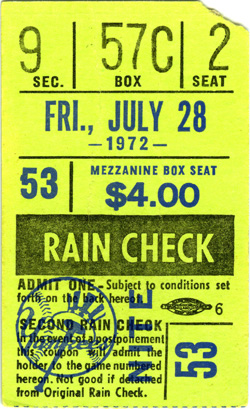 9 57C 2
SEC. BOX SEAT
FRI., JULY 28
—1972—
53 MEZZANINE BOX SEAT
$4.00
RAIN CHECK
ADMIT ONE-Subject to conditions set
forth on the back hereof.
6
SECOND RAIN CHECK
In the event of a postponement
this coupon will admit the
holder to the game numbered
hereon. Not good if detached
from Original Rain Check.
NITE
53